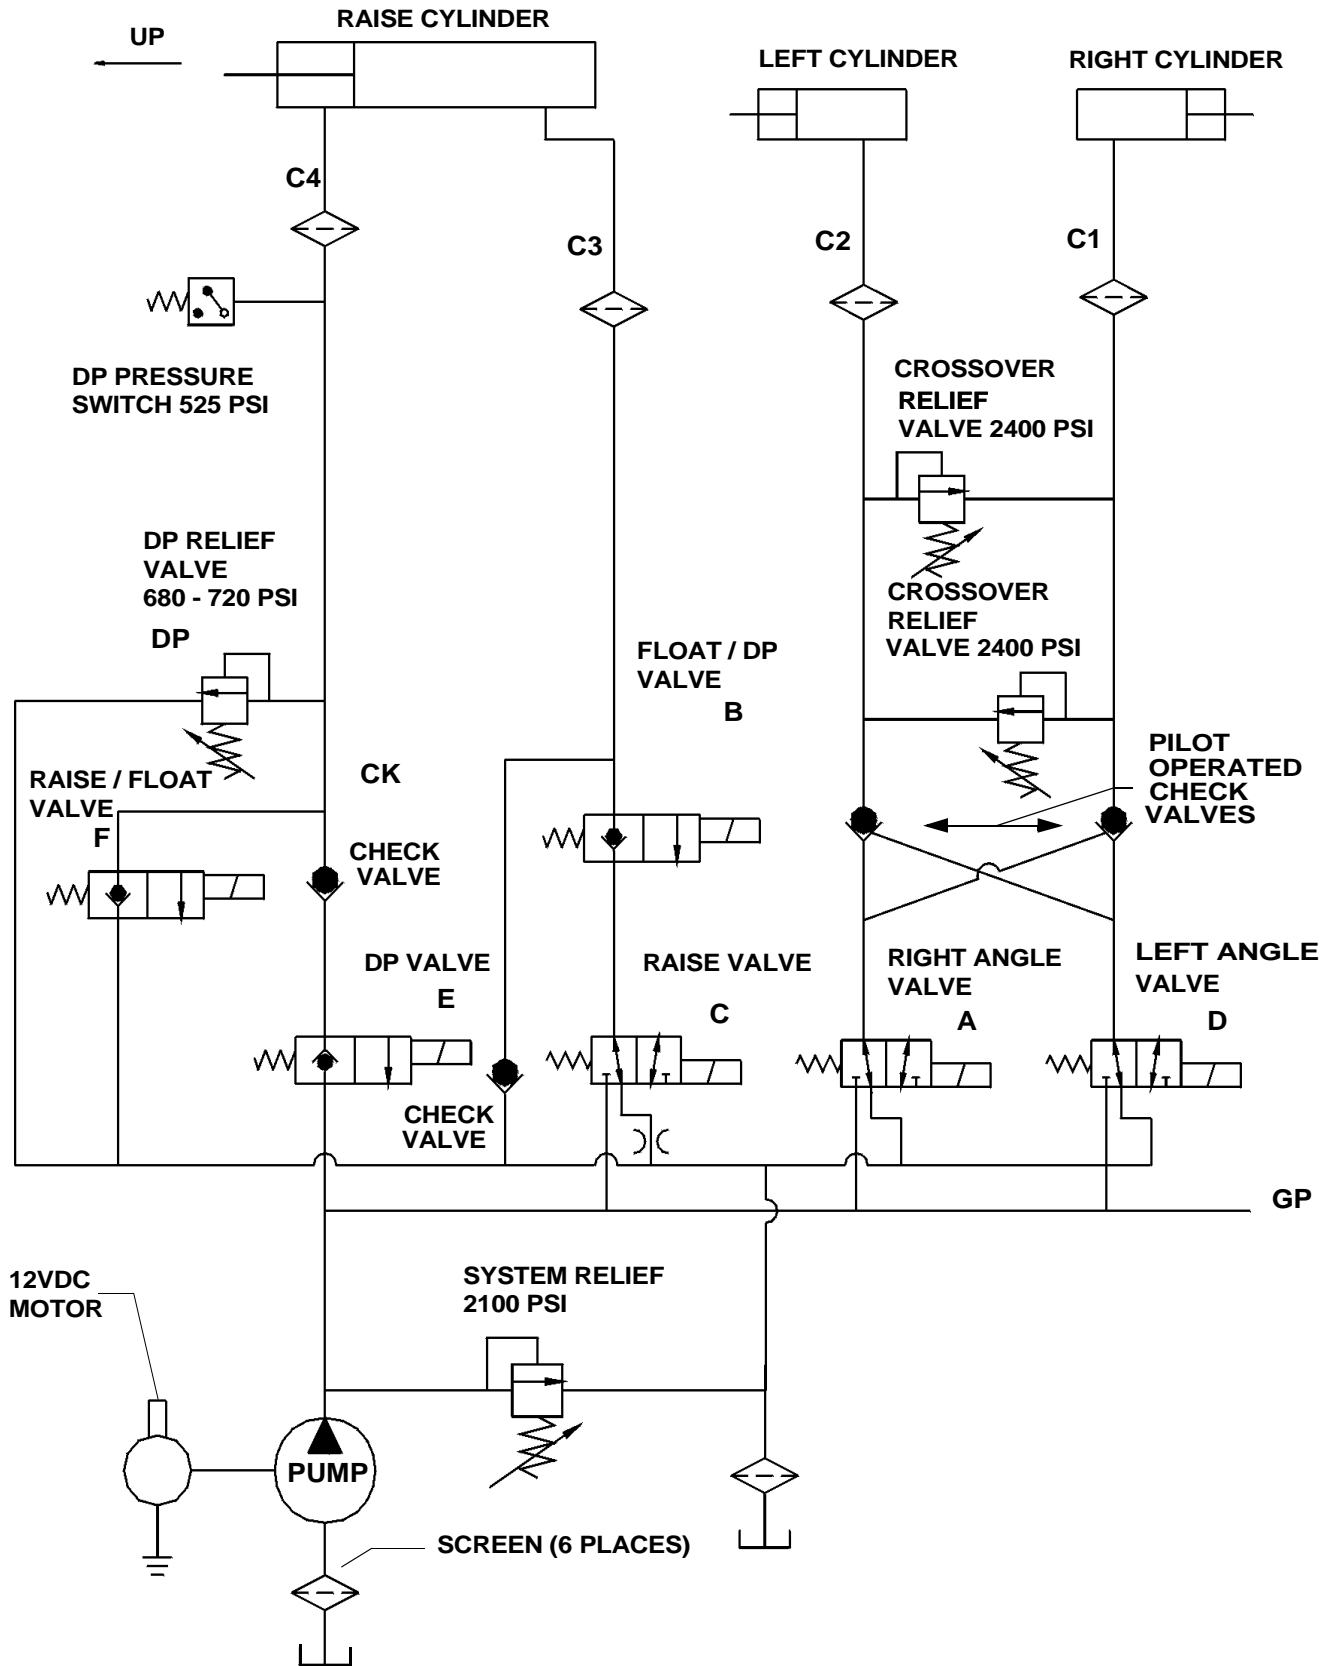 RAISE CYLINDER
UP
LEFT CYLINDER
RIGHT CYLINDER
C4
C3
C2
C1
DP PRESSURE
SWITCH 525 PSI
CROSSOVER
RELIEF
VALVE 2400 PSI
DP RELIEF
VALVE
680 - 720 PSI
DP
CROSSOVER
RELIEF
VALVE 2400 PSI
FLOAT / DP
VALVE
B
PILOT
OPERATED
CHECK
VALVES
RAISE / FLOAT
VALVE
F
CK
CHECK
VALVE
DP VALVE
E
RAISE VALVE
C
RIGHT ANGLE
VALVE
A
LEFT ANGLE
VALVE
D
CHECK
VALVE
GP
12VDC
MOTOR
SYSTEM RELIEF
2100 PSI
PUMP
SCREEN (6 PLACES)